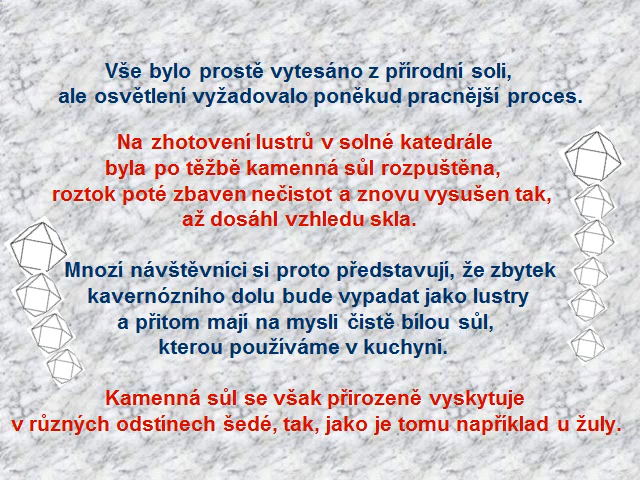 Vše bylo prostě vytesáno z přírodní soli,
ale osvětlení vyžadovalo poněkud pracnější proces.
Na zhotovení lustrů v solné katedrále
byla po těžbě kamenná sůl rozpuštěna,
roztok poté zbaven nečistot a znovu vysušen tak,
až dosáhl vzhledu skla.
Mnozí návštěvníci si proto představují, že zbytek
kavernózního dolu bude vypadat jako lustry
a přitom mají na mysli čistě bílou sůl,
kterou používáme v kuchyni.
Kamenná sůl se však přirozeně vyskytuje
v různých odstínech šedé, tak, jako je tomu například u žuly.